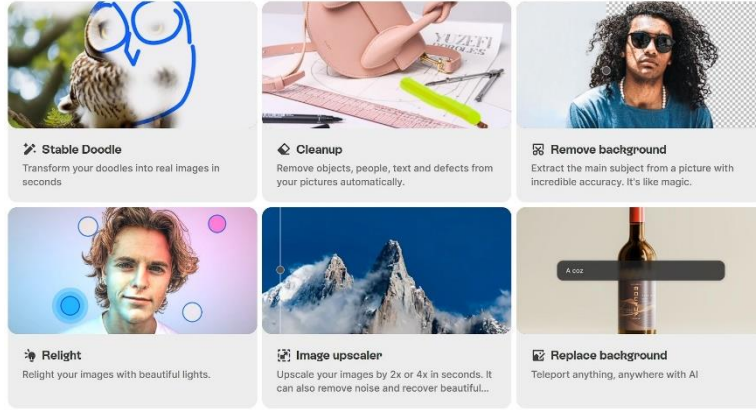 Stable Doodle
Transform your doodles into real images in
seconds
Cleanup
Remove objects, people, text and defects from
your pictures automatically.
Remove background
Extract the main subject from a picture with
incredible accuracy. It's like magic.
A coz
Relight
Relight your images with beautiful lights.
Image upscaler
Upscale your images by 2x or 4x in seconds. It
can also remove noise and recover beautiful...
Replace background
Teleport anything, anywhere with AI